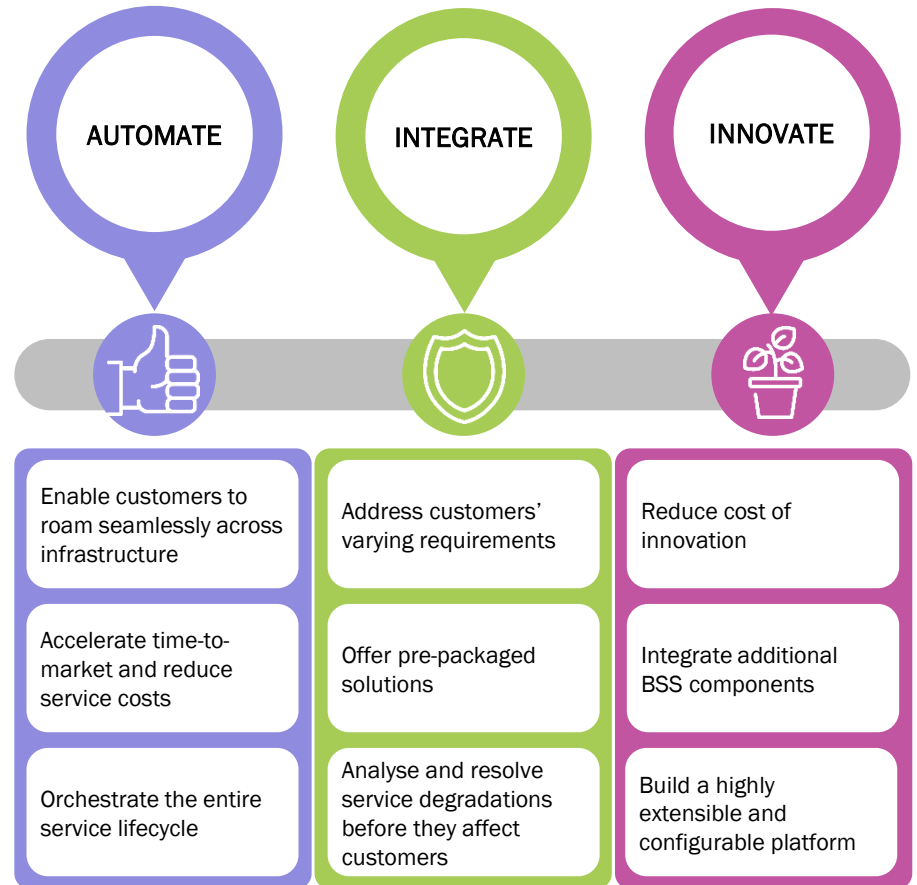 AUTOMATE
INTEGRATE
INNOVATE
Enable customers to
roam seamlessly across
infrastructure
Accelerate time-to-
market and reduce
service costs
Orchestrate the entire
service lifecycle
Address customers’
varying requirements
Offer pre-packaged
solutions
Analyse and resolve
service degradations
before they affect
customers
Reduce cost of
innovation
Integrate additional
BSS components
Build a highly
extensible and
configurable platform